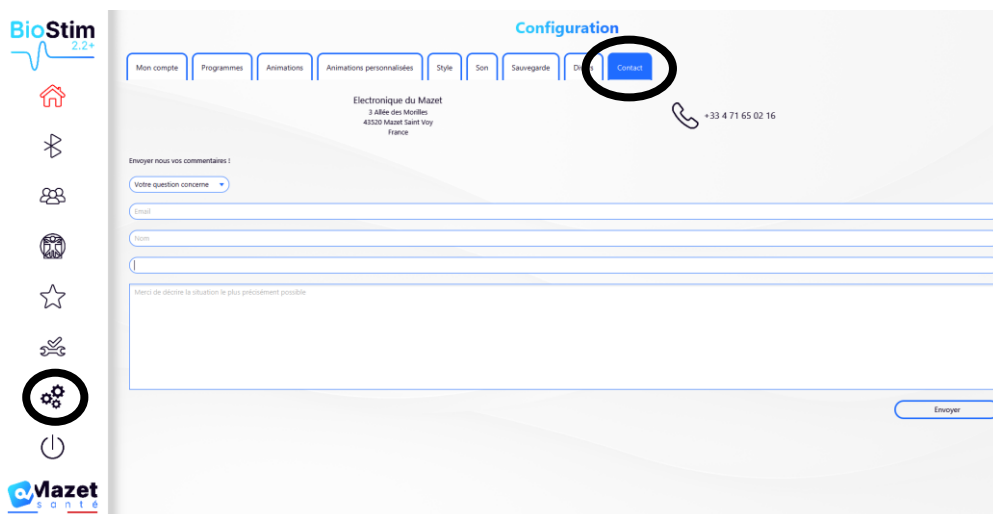 BioStim
2.2+
Configuration
Mon compte
Programmes
Animations
Animations personnalisées
Style
Son
Sauvegarde
Contact
Electronique du Mazet
3 Allée des Morilles
43520 Mazet Saint Voy
France
+33 4 71 65 02 16
Envoyer nous vos commentaires !
Votre question concerne
Email
Nom
Merci de décrire la situation le plus précisément possible
Envoyer
Mazet
santé